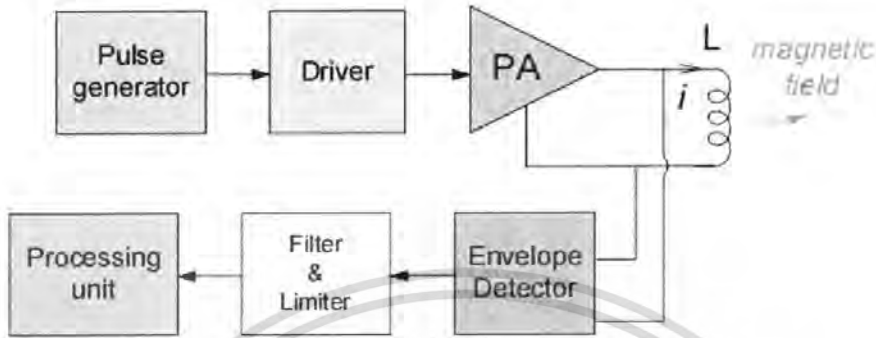 Pulse
generator
Driver
PA
L
i
magnetic
field
Processing
unit
Filter
&
Limiter
Envelope
Detector